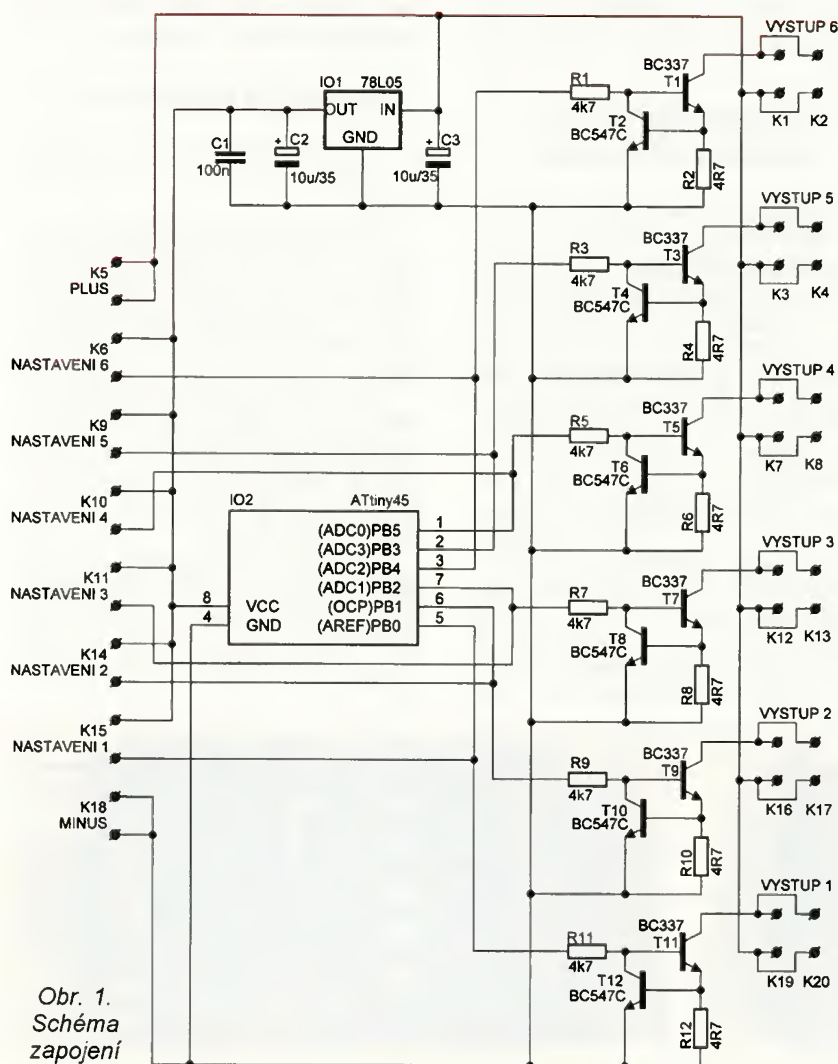 VYSTUP 6
IO1 78L05
OUT IN
GND
C1
100n
+ C2
10u/35
+ C3
10u/35
R1
4k7
BC337
T1
T2
BC547C
R2
4R7
K1 K2
K5
PLUS
K6
NASTAVENI 6
K9
NASTAVENI 5
K10
NASTAVENI 4
K11
NASTAVENI 3
K14
NASTAVENI 2
K15
NASTAVENI 1
K18
MINUS
VYSTUP 5
R3
4k7
BC337
T3
T4
BC547C
R4
4R7
K3 K4
VYSTUP 4
R5
4k7
BC337
T5
T6
BC547C
R6
4R7
K7 K8
IO2 ATtiny45
(ADC0)PB5 1
(ADC3)PB3 2
(ADC2)PB4 3
(ADC1)PB2 7
(OCP)PB1 6
(AREF)PB0 5
8 VCC
4 GND
VYSTUP 3
R7
4k7
BC337
T7
T8
BC547C
R8
4R7
K12 K13
VYSTUP 2
R9
4k7
BC337
T9
T10
BC547C
R10
4R7
K16 K17
VYSTUP 1
R11
4k7
BC337
T11
T12
BC547C
R12
4R7
K19 K20
Obr. 1.
Schéma
zapojení